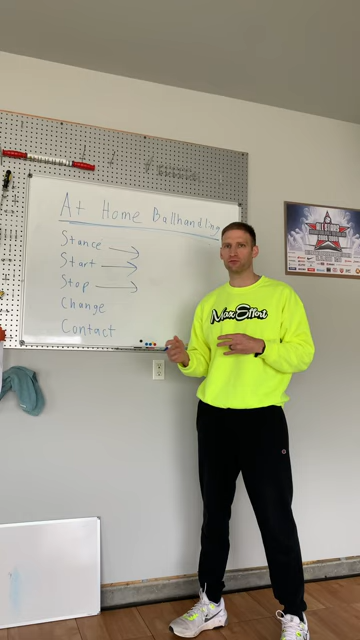 At Home Ballhandling
Stance
Start
Stop
Change
Contact
Max Effort